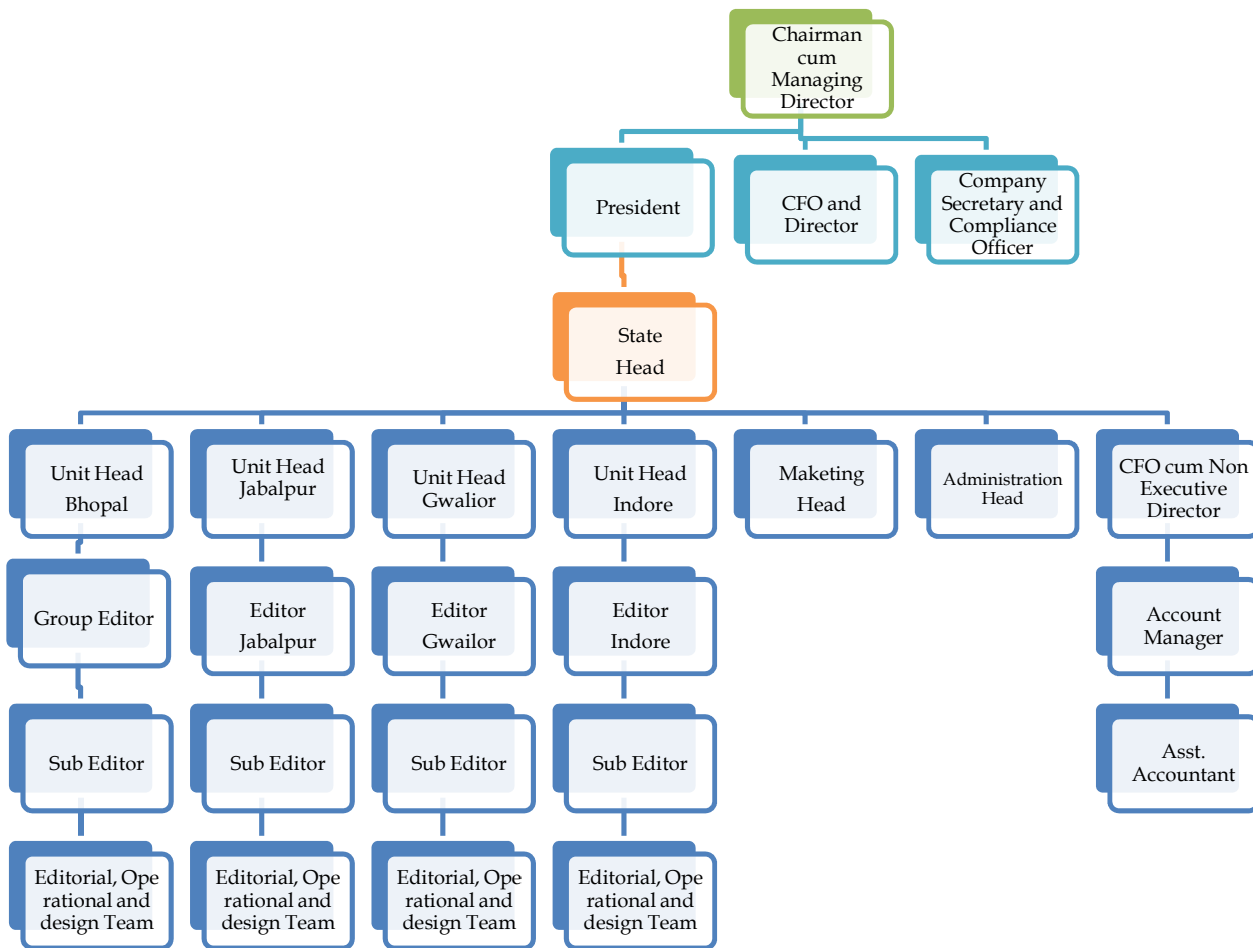 Chairman
cum
Managing
Director
President
CFO and
Director
Company
Secretary and
Compliance
Officer
State
Head
Unit Head
Bhopal
Unit Head
Jabalpur
Unit Head
Gwalior
Unit Head
Indore
Maketing
Head
Administration
Head
CFO cum Non
Executive
Director
Group Editor
Editor
Jabalpur
Editor
Gwailor
Editor
Indore
Account
Manager
Sub Editor
Sub Editor
Sub Editor
Sub Editor
Asst.
Accountant
Editorial, Ope
rational and
design Team
Editorial, Ope
rational and
design Team
Editorial, Ope
rational and
design Team
Editorial, Ope
rational and
design Team